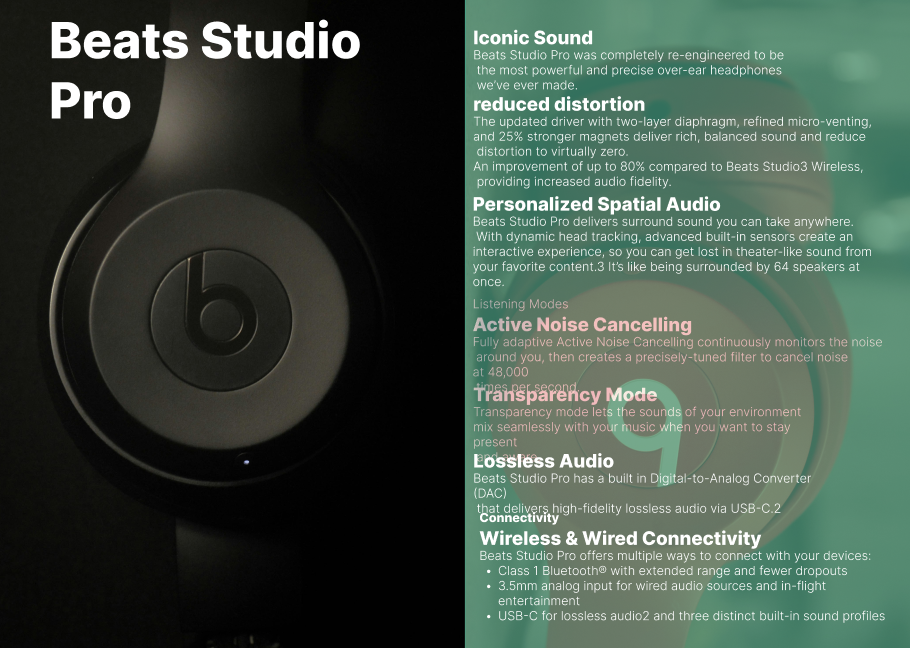 Beats Studio
Pro
Iconic Sound
Beats Studio Pro was completely re-engineered to be
the most powerful and precise over-ear headphones
we've ever made.
reduced distortion
The updated driver with two-layer diaphragm, refined micro-venting,
and 25% stronger magnets deliver rich, balanced sound and reduce
distortion to virtually zero.
An improvement of up to 80% compared to Beats Studio3 Wireless,
providing increased audio fidelity.
Personalized Spatial Audio
Beats Studio Pro delivers surround sound you can take anywhere.
With dynamic head tracking, advanced built-in sensors create an
interactive experience, so you can get lost in theater-like sound from
your favorite content.3 It's like being surrounded by 64 speakers at
once.
Listening Modes
Active Noise Cancelling
Fully adaptive Active Noise Cancelling continuously monitors the noise
around you, then creates a precisely-tuned filter to cancel noise
at 48,000
times per second.
Transparency Mode
Transparency mode lets the sounds of your environment
mix seamlessly with your music when you want to stay
present
and aware.
Lossless Audio
Beats Studio Pro has a built in Digital-to-Analog Converter
(DAC)
that delivers high-fidelity lossless audio via USB-C.2
Connectivity
Wireless & Wired Connectivity
Beats Studio Pro offers multiple ways to connect with your devices:
• Class 1 Bluetooth® with extended range and fewer dropouts
• 3.5mm analog input for wired audio sources and in-flight
entertainment
• USB-C for lossless audio2 and three distinct built-in sound profiles